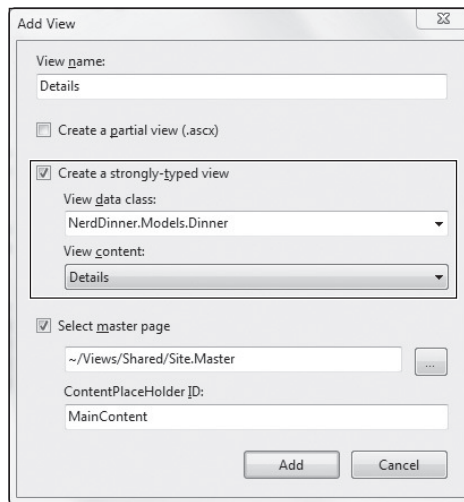 Add View
View name:
Details
Create a partial view (.ascx)
Create a strongly-typed view
View data class:
NerdDinner.Models.Dinner
View content:
Details
Select master page
~/Views/Shared/Site.Master
...
ContentPlaceHolder ID:
MainContent
Add
Cancel